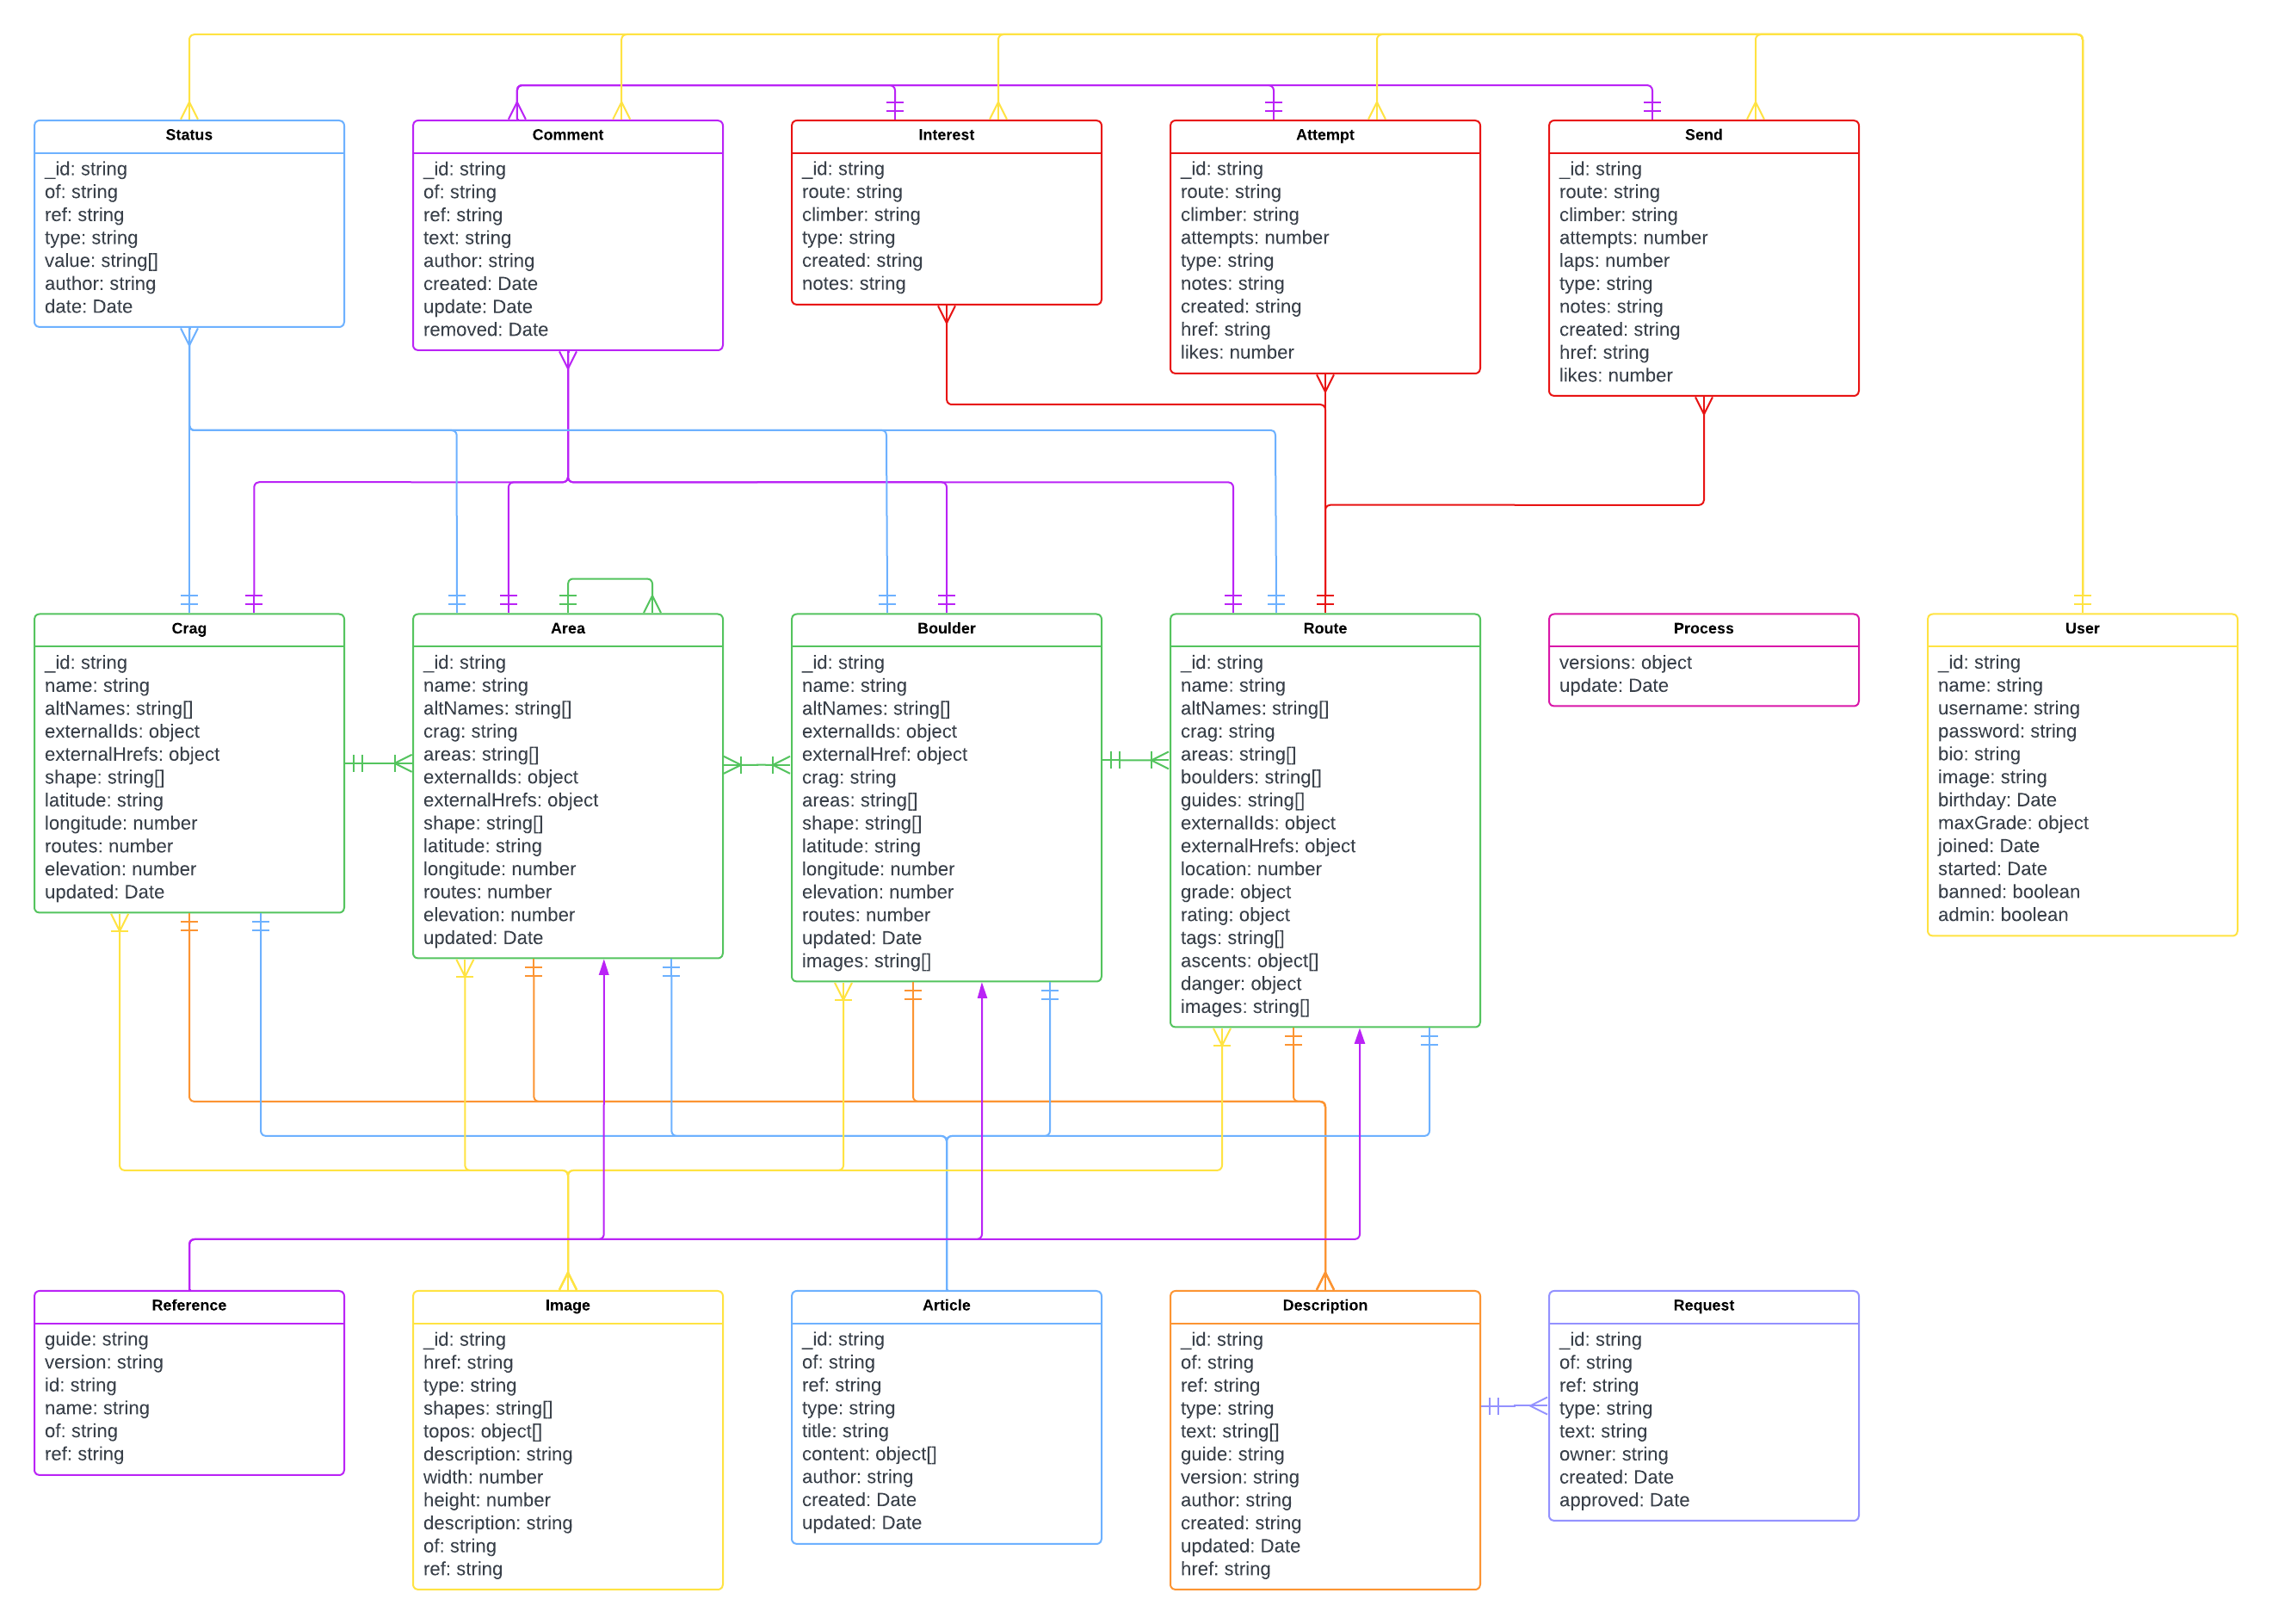 Status
_id: string
of: string
ref: string
type: string
value: string[]
author: string
date: Date
Comment
_id: string
of: string
ref: string
text: string
author: string
created: Date
update: Date
removed: Date
Interest
_id: string
route: string
climber: string
type: string
created: string
notes: string
Attempt
_id: string
route: string
climber: string
attempts: number
type: string
notes: string
created: string
href: string
likes: number
Send
_id: string
route: string
climber: string
attempts: number
laps: number
type: string
notes: string
created: string
href: string
likes: number
Crag
_id: string
name: string
altNames: string[]
externalIds: object
externalHrefs: object
shape: string[]
latitude: string
longitude: number
routes: number
elevation: number
updated: Date
Area
_id: string
name: string
altNames: string[]
crag: string
areas: string[]
externalIds: object
externalHrefs: object
shape: string[]
latitude: string
longitude: number
routes: number
elevation: number
updated: Date
Boulder
_id: string
name: string
altNames: string[]
externalIds: object
externalHref: object
crag: string
areas: string[]
shape: string[]
latitude: string
longitude: number
elevation: number
routes: number
updated: Date
images: string[]
Route
_id: string
name: string
altNames: string[]
crag: string
areas: string[]
boulders: string[]
guides: string[]
externalIds: object
externalHrefs: object
location: number
grade: object
rating: object
tags: string[]
ascents: object[]
danger: object
images: string[]
Process
versions: object
update: Date
User
_id: string
name: string
username: string
password: string
bio: string
image: string
birthday: Date
maxGrade: object
joined: Date
started: Date
banned: boolean
admin: boolean
Reference
guide: string
version: string
id: string
name: string
of: string
ref: string
Image
_id: string
href: string
type: string
shapes: string[]
topos: object[]
description: string
width: number
height: number
description: string
of: string
ref: string
Article
_id: string
of: string
ref: string
type: string
title: string
content: object[]
author: string
created: Date
updated: Date
Description
_id: string
of: string
ref: string
type: string
text: string[]
guide: string
version: string
author: string
created: string
updated: Date
href: string
Request
_id: string
of: string
ref: string
type: string
text: string
owner: string
created: Date
approved: Date